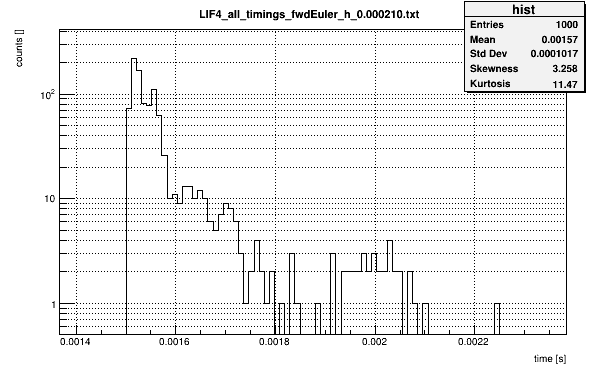 LIF4_all_timings_fwdEuler_h_0.000210.txt
hist
Entries 1000
Mean 0.00157
Std Dev 0.0001017
Skewness 3.258
Kurtosis 11.47
counts []
10²
10
1
0.0014 0.0016 0.0018 0.002 0.0022
time [s]